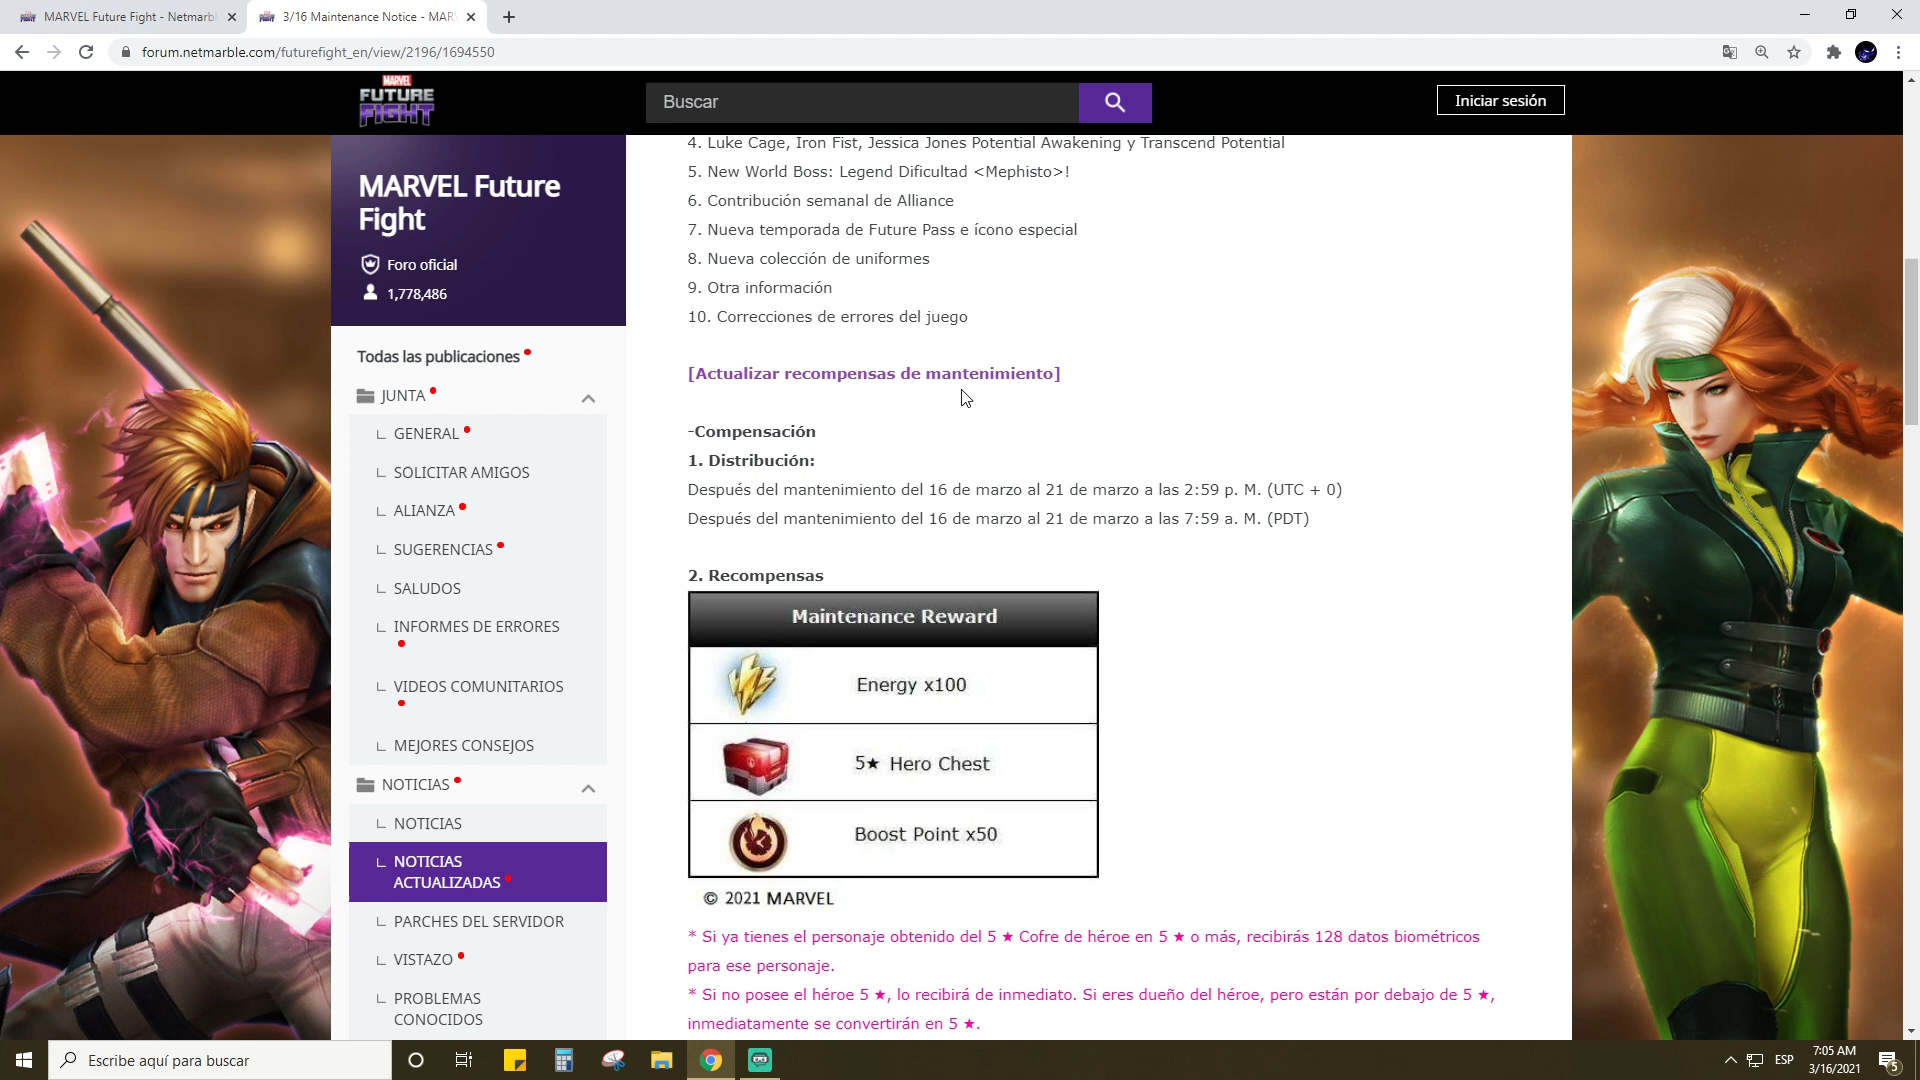 MARVEL Future Fight - Netmarbl
3/16 Maintenance Notice - MAR
forum.netmarble.com/futurefight_en/view/2196/1694550
MARVEL
FUTURE
FIGHT
Buscar
Iniciar sesión
MARVEL Future
Fight
Foro oficial
1,778,486
Todas las publicaciones
JUNTA
GENERAL
SOLICITAR AMIGOS
ALIANZA
SUGERENCIAS
SALUDOS
INFORMES DE ERRORES
VIDEOS COMUNITARIOS
MEJORES CONSEJOS
NOTICIAS
NOTICIAS
NOTICIAS
ACTUALIZADAS
PARCHES DEL SERVIDOR
VISTAZO
PROBLEMAS
CONOCIDOS
4. Luke Cage, Iron Fist, Jessica Jones Potential Awakening y Transcend Potential
5. New World Boss: Legend Dificultad <Mephisto>!
6. Contribución semanal de Alliance
7. Nueva temporada de Future Pass e ícono especial
8. Nueva colección de uniformes
9. Otra información
10. Correcciones de errores del juego
[Actualizar recompensas de mantenimiento]
-Compensación
1. Distribución:
Después del mantenimiento del 16 de marzo al 21 de marzo a las 2:59 p. M. (UTC + 0)
Después del mantenimiento del 16 de marzo al 21 de marzo a las 7:59 a. M. (PDT)
2. Recompensas
Maintenance Reward
Energy x100
5★ Hero Chest
Boost Point x50
© 2021 MARVEL
* Si ya tienes el personaje obtenido del 5 ★ Cofre de héroe en 5 ★ o más, recibirás 128 datos biométricos
para ese personaje.
* Si no posee el héroe 5 ★, lo recibirá de inmediato. Si eres dueño del héroe, pero están por debajo de 5 ★,
inmediatamente se convertirán en 5 ★.
Escribe aquí para buscar
ESP
7:05 AM
3/16/2021
5